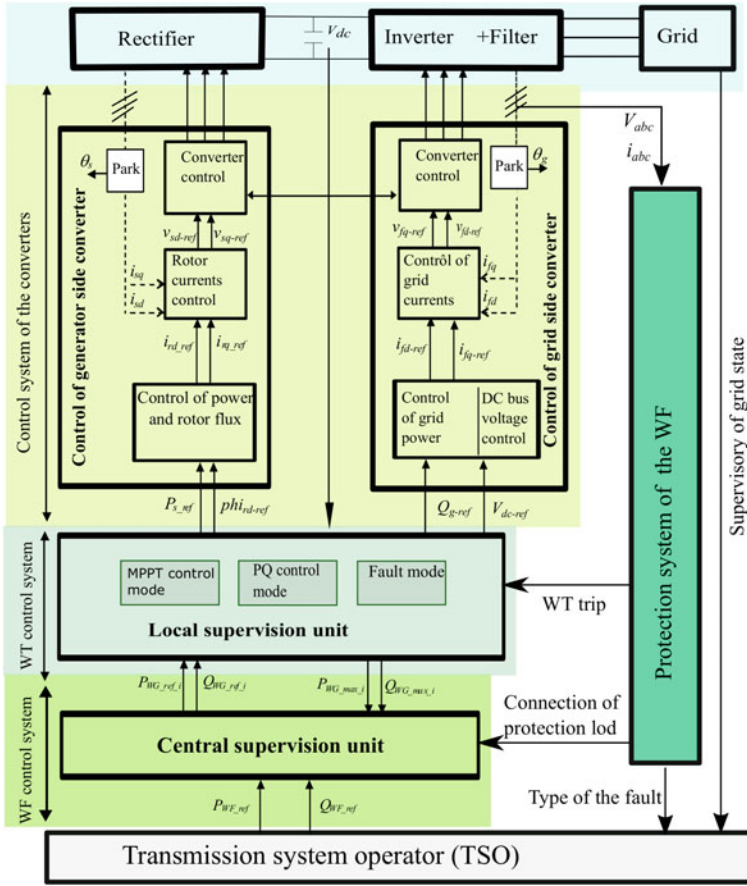 Rectifier
V_dc
Inverter +Filter
Grid
V_abc
i_abc
θ_s
Park
Converter
control
Converter
control
Park
θ_g
v_sd-ref
v_sq-ref
v_fq-ref
v_fd-ref
i_sq
i_sd
Rotor
currents
control
Contrôl of
grid
currents
i_fq
i_fd
i_rd_ref
i_rq_ref
i_fd-ref
i_fq-ref
Control of power
and rotor flux
Control
of grid
power
DC bus
voltage
control
Control of generator side converter
Control of grid side converter
Control system of the converters
P_s_ref
phi_rd-ref
Q_g-ref
V_dc-ref
Protection system of the WF
Supervisory of grid state
MPPT control
mode
PQ control
mode
Fault mode
Local supervision unit
WT control system
WT trip
P_WG_ref_i
Q_WG_ref_i
P_WG_max_i
Q_WG_max_i
Central supervision unit
WF control system
Connection of
protection lod
P_WF_ref
Q_WF_ref
Type of the fault
Transmission system operator (TSO)